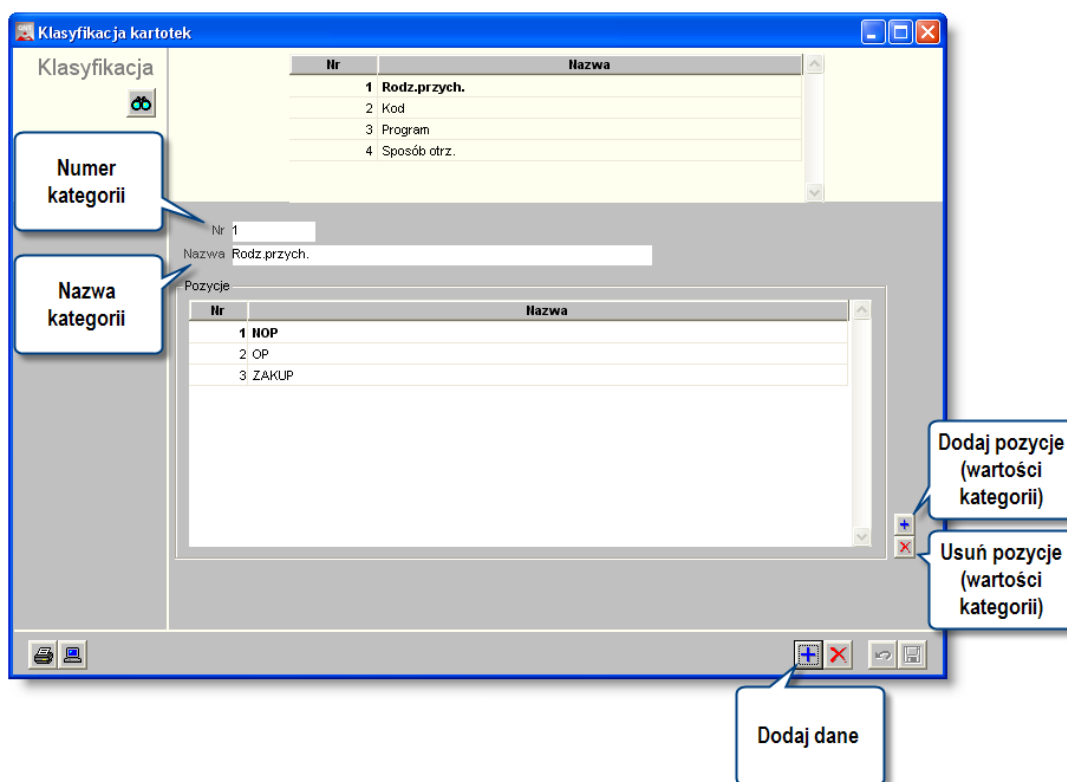 Klasyfikacja kartotek
Klasyfikacja
Nr Nazwa
1 Rodz.przych.
2 Kod
3 Program
4 Sposób otrz.
Numer
kategorii
Nr 1
Nazwa Rodz.przych.
Nazwa
kategorii
Pozycje
Nr Nazwa
1 NOP
2 OP
3 ZAKUP
Dodaj pozycje
(wartości
kategorii)
Usuń pozycje
(wartości
kategorii)
Dodaj dane